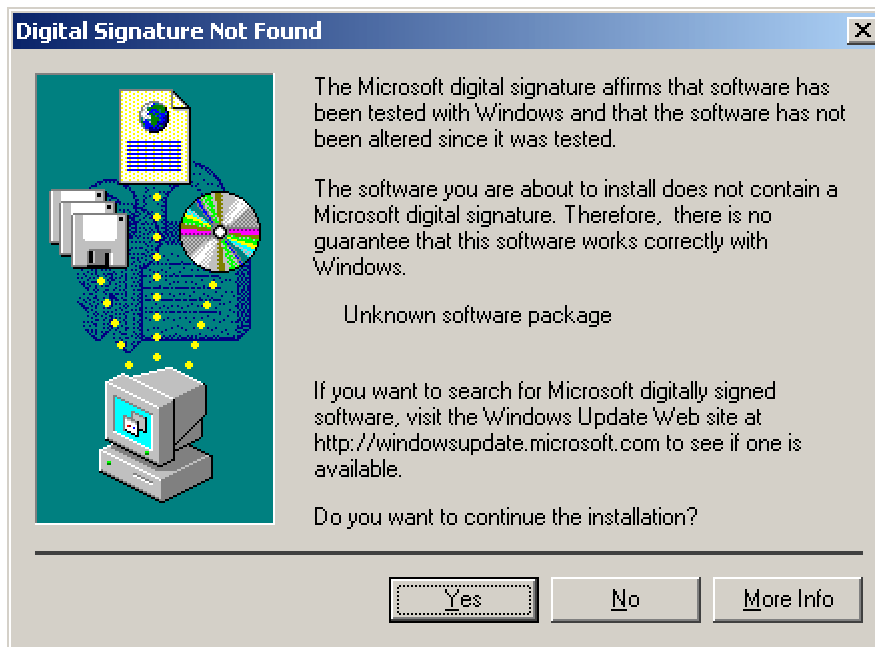 Digital Signature Not Found
The Microsoft digital signature affirms that software has
been tested with Windows and that the software has not
been altered since it was tested.
The software you are about to install does not contain a
Microsoft digital signature. Therefore,  there is no
guarantee that this software works correctly with
Windows.
Unknown software package
If you want to search for Microsoft digitally signed
software, visit the Windows Update Web site at
http://windowsupdate.microsoft.com to see if one is
available.
Do you want to continue the installation?
Yes No More Info